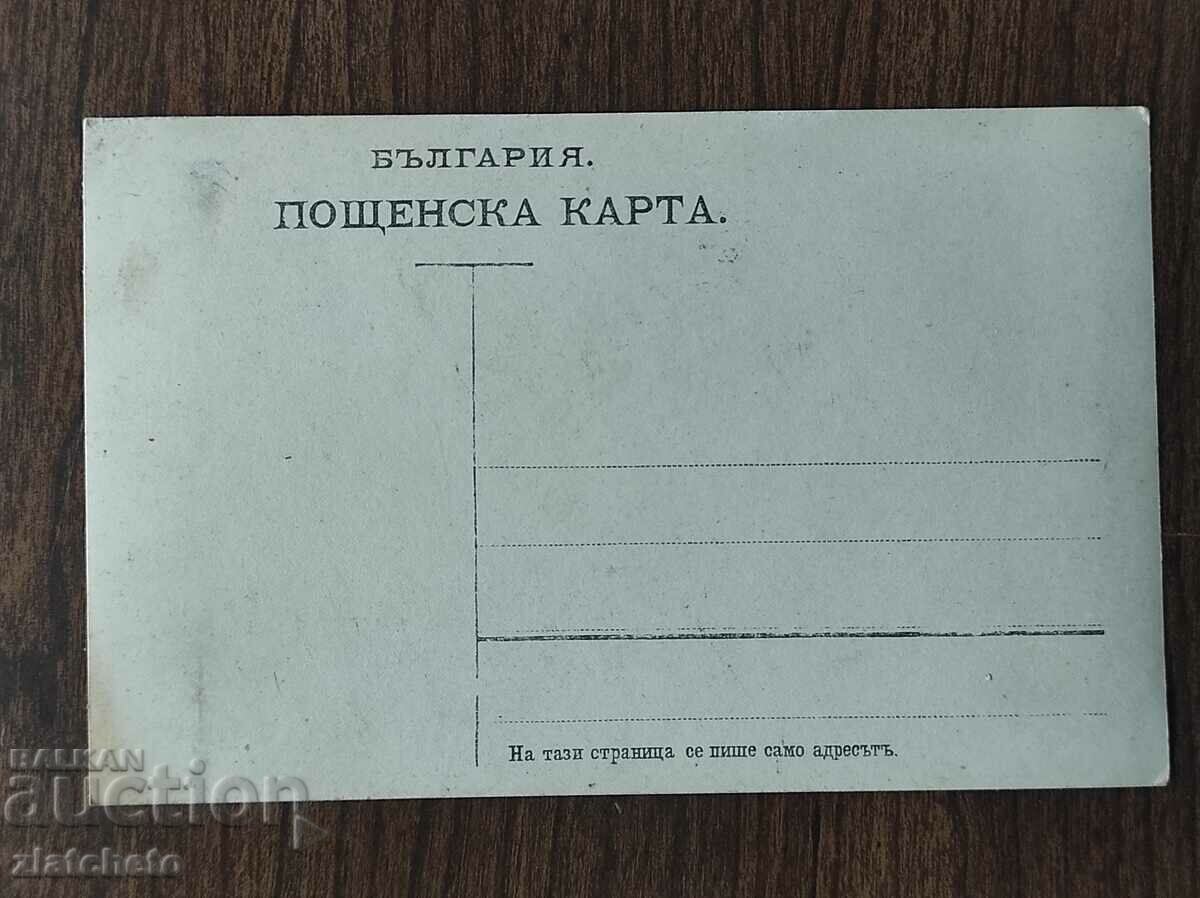 БЪЛГАРИЯ.
ПОЩЕНСКА КАРТА.
На тази страница се пише само адресътъ.
BALKAN
auction
zlatcheto